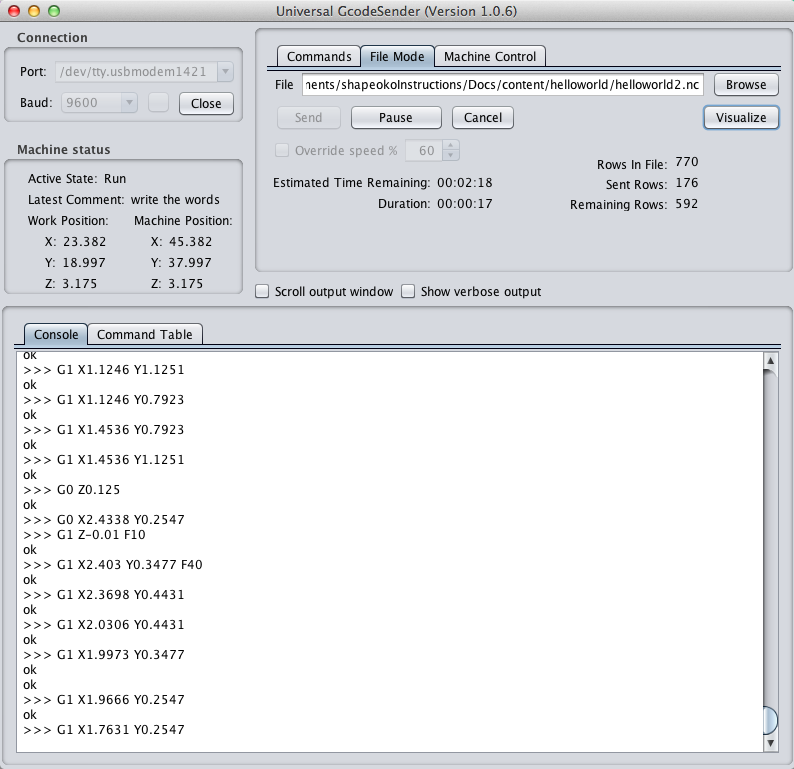 Universal GcodeSender (Version 1.0.6)
Connection
Port: /dev/tty.usbmodem1421
Baud: 9600 Close
Machine status
Active State: Run
Latest Comment: write the words
Work Position: Machine Position:
X: 23.382 X: 45.382
Y: 18.997 Y: 37.997
Z: 3.175 Z: 3.175
Commands File Mode Machine Control
File nents/shapeokoInstructions/Docs/content/helloworld/helloworld2.nc Browse
Send Pause Cancel Visualize
Override speed % 60
Estimated Time Remaining: 00:02:18
Duration: 00:00:17
Rows In File: 770
Sent Rows: 176
Remaining Rows: 592
Scroll output window Show verbose output
Console Command Table
ok
>>> G1 X1.1246 Y1.1251
ok
>>> G1 X1.1246 Y0.7923
ok
>>> G1 X1.4536 Y0.7923
ok
>>> G1 X1.4536 Y1.1251
ok
>>> G0 Z0.125
ok
>>> G0 X2.4338 Y0.2547
>>> G1 Z-0.01 F10
ok
>>> G1 X2.403 Y0.3477 F40
ok
>>> G1 X2.3698 Y0.4431
ok
>>> G1 X2.0306 Y0.4431
ok
>>> G1 X1.9973 Y0.3477
ok
ok
>>> G1 X1.9666 Y0.2547
ok
>>> G1 X1.7631 Y0.2547